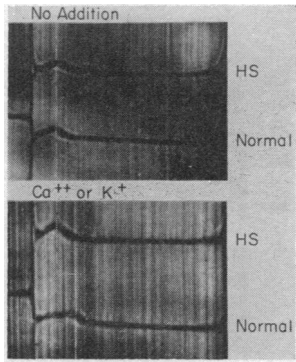 No Addition
HS
Normal
Ca++ or K+
HS
Normal